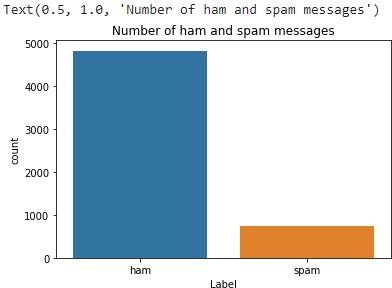 Text(0.5, 1.0, 'Number of ham and spam messages')
Number of ham and spam messages
5000
4000
3000
2000
1000
0
count
ham spam
Label